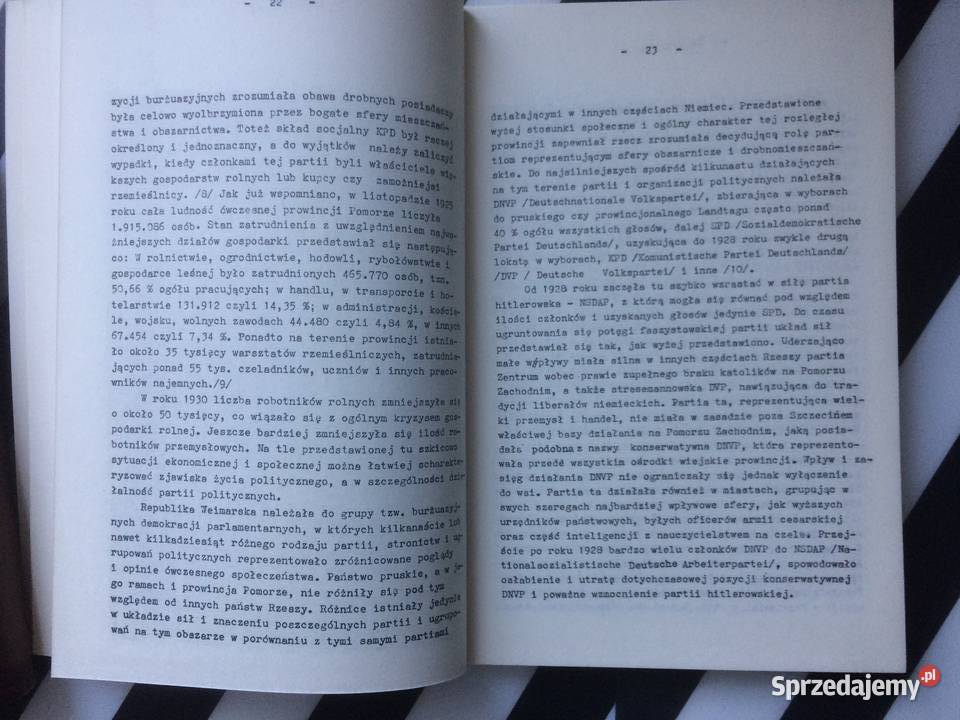 - 22 -
zycji burżuazyjnych zrozumiała obawa drobnych posiadaczy
była celowo wyolbrzymiona przez bogate sfery mieszczań-
stwa i obszarnictwa. Toteż skład socjalny KPD był raczej
określony i jednoznaczny, a do wyjątków należy zaliczyć
wypadki, kiedy członkami tej partii byli właściciele więk-
kszych gospodarstw rolnych lub kupcy czy zamożniejsi
rzemieślnicy. /8/ Jak już wspomniano, w listopadzie 1925
roku cała ludność ówczesnej prowincji Pomorze liczyła
1.915.086 osób. Stan zatrudnienia z uwzględnieniem najwa-
żniejszych działów gospodarki przedstawiał się następują-
co: W rolnictwie, ogrodnictwie, hodowli, rybołówstwie i
gospodarce leśnej było zatrudnionych 465.770 osób, tzn.
50,66 % ogółu pracujących; w handlu, w transporcie i ho-
telarstwie 131.912 czyli 14,35 %; w administracji, koście-
le, wojsku, wolnych zawodach 44.480 czyli 4,84 %, w innych
67.454 czyli 7,34 %. Ponadto na terenie prowincji istnia-
ło około 35 tysięcy warsztatów rzemieślniczych, zatrudnia-
jących ponad 55 tys. czeladników, uczniów i innych praco-
wników najemnych./9/
W roku 1930 liczba robotników rolnych zmniejszyła się
o około 50 tysięcy, co wiązało się z ogólnym kryzysem gos-
podarki rolnej. Jeszcze bardziej zmniejszyła się ilość ro-
botników przemysłowych. Na tle przedstawionej tu szkicowo
sytuacji ekonomicznej i społecznej można łatwiej scharakte-
ryzować zjawiska życia politycznego, a w szczególności dzia-
łalność partii politycznych.
Republika Weimarska należała do grupy tzw. burżuazyj-
nych demokracji parlamentarnych, w których kilkanaście lub
nawet kilkadziesiąt różnego rodzaju partii, stronnictw i ug-
rupowań politycznych reprezentowało zróżnicowane poglądy
i opinie ówczesnego społeczeństwa. Państwo pruskie, a w je-
go ramach i prowincja Pomorze, nie różniły się pod tym
względem od innych państw Rzeszy. Różnice istniały jedynie
w układzie sił i znaczeniu poszczególnych partii i ugrupo-
wań na tym obszarze w porównaniu z tymi samymi partiami
- 23 -
działającymi w innych częściach Niemiec. Przedstawione
wyżej stosunki społeczne i ogólny charakter tej rozległej
prowincji zapewniał rzecz zrozumiała decydującą rolę par-
tiom reprezentującym sfery obszarnicze i drobnomieszczań-
skie. Do najsilniejszych spośród kilkunastu działających
na tym terenie partii i organizacji politycznych należała
DNVP /Deutschnationale Volkspartei/, zbierająca w wyborach
do pruskiego czy prowincjonalnego Landtagu często ponad
40 % ogółu wszystkich głosów, dalej SPD /Sozialdemokratische
Partei Deutschlands/, uzyskująca do 1928 roku zwykle drugą
lokatę w wyborach, KPD /Komunistische Partei Deutschlands/
/DVP / Deutsche Volkspartei/ i inne /10/.
Od 1928 roku zaczęła tu szybko wzrastać w siłę partia
hitlerowska - NSDAP, z którą mogła się równać pod względem
ilości członków i uzyskanych głosów jedynie SPD. Do czasu
ugruntowania się potęgi faszystowskiej partii układ sił
przedstawiał się tak, jak wyżej przedstawiono. Uderzająco
małe wpływy miała silna w innych częściach Rzeszy partia
Zentrum wobec prawie zupełnego braku katolików na Pomorzu
Zachodnim, a także stresemannowska DVP, nawiązująca do tra-
dycji liberałów niemieckich. Partia ta, reprezentująca wiel-
ki przemysł i handel, nie miała w zasadzie poza Szczecinem
właściwej bazy działania na Pomorzu Zachodnim, jaką posia-
dała podobna z nazwy konserwatywna DNVP, która reprezento-
wała przede wszystkim ośrodki wiejskie prowincji. Wpływ i za-
sięg działania DNVP nie ograniczały się jednak wyłączenie
do wsi. Partia ta działała również w miastach, grupując w
swych szeregach najbardziej wpływowe sfery, jak wyższych
urzędników państwowych, byłych oficerów armii cesarskiej
oraz część inteligencji z nauczycielstwem na czele. Przej-
ście po roku 1928 bardzo wielu członków DNVP do NSDAP /Na-
tionalsozialistische Deutsche Arbeiterpartei/, spowodowało
osłabienie i utratę dotychczasowej pozycji konserwatywnej
DNVP i poważne wzmocnienie partii hitlerowskiej.
Sprzedajemy.pl